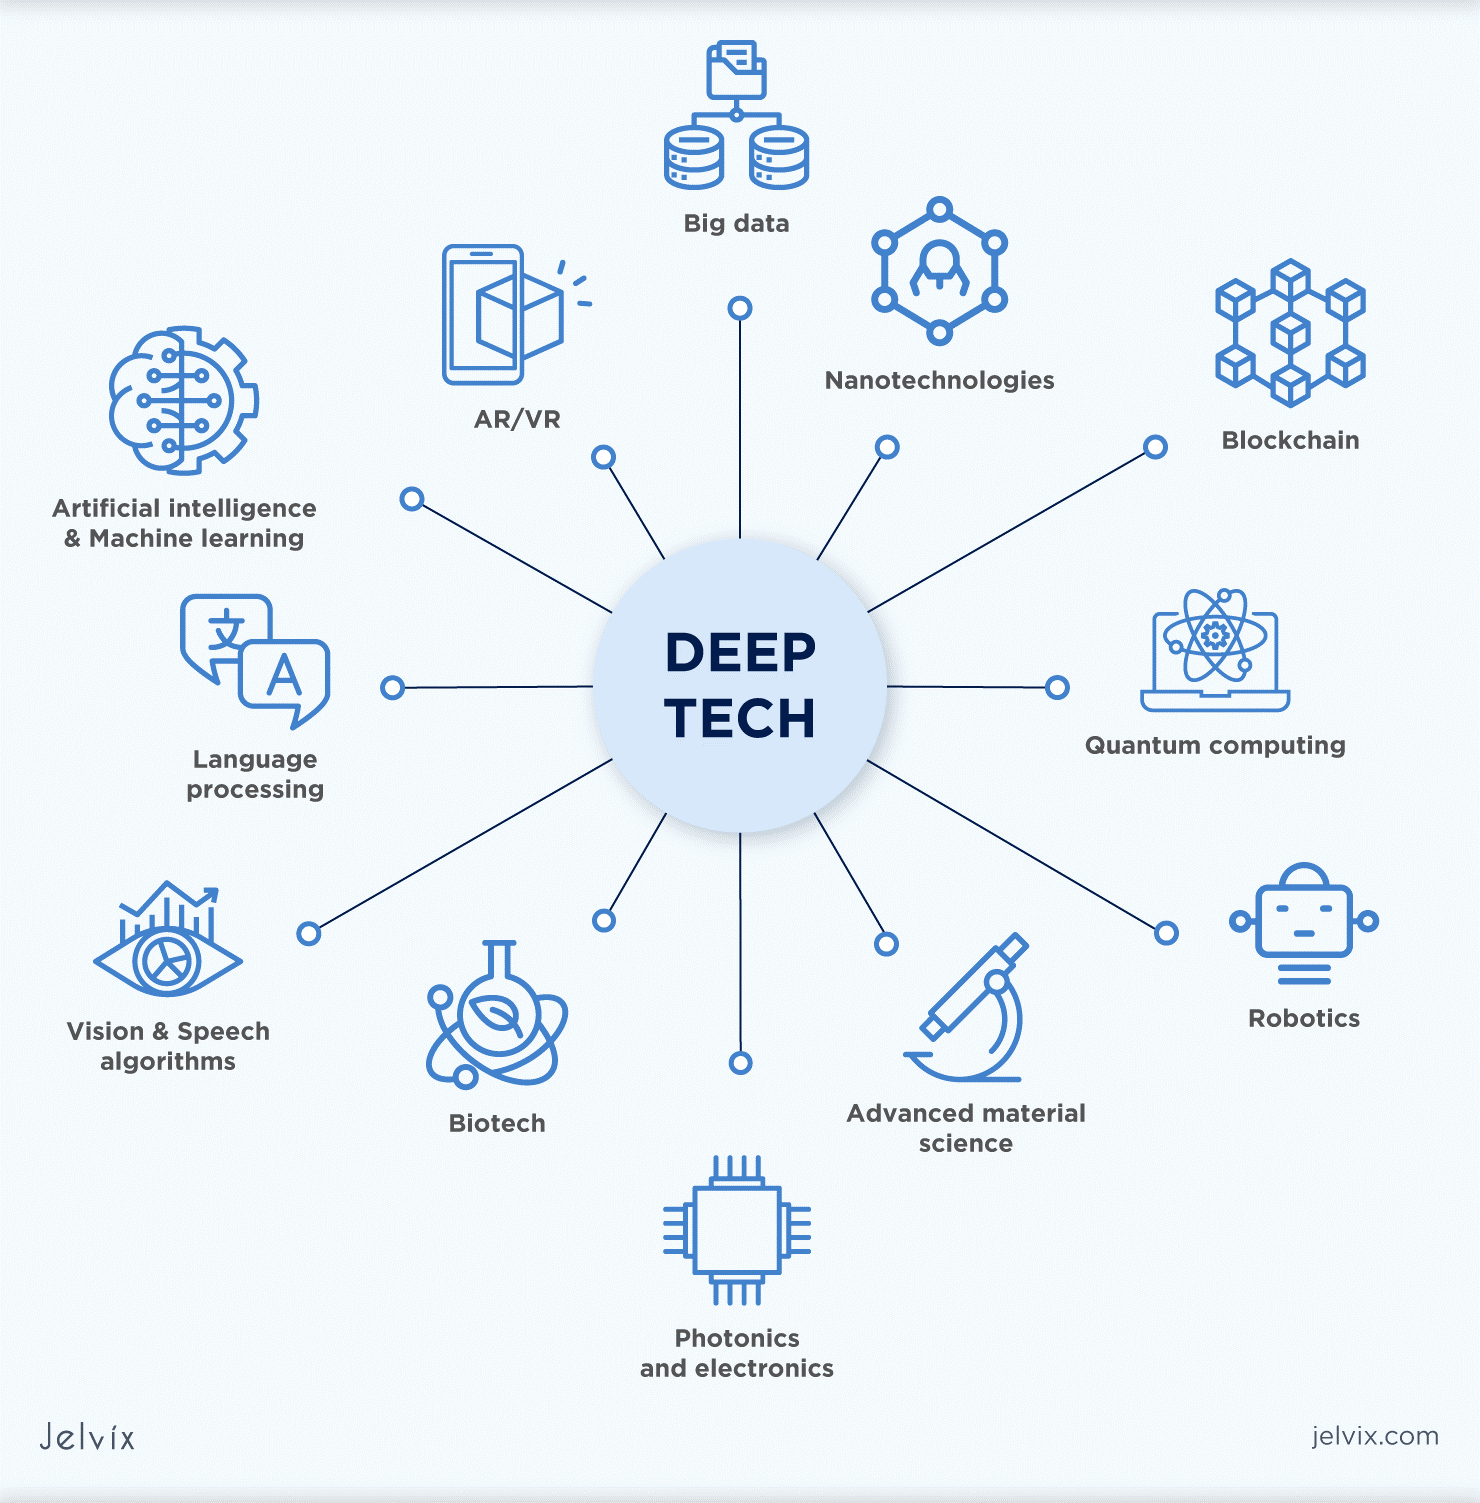 Big data
Nanotechnologies
AR/VR
Blockchain
Artificial intelligence
& Machine learning
DEEP
TECH
文
A
Language
processing
Quantum computing
Vision & Speech
algorithms
Robotics
Biotech
Advanced material
science
Photonics
and electronics
Jelvix
jelvix.com